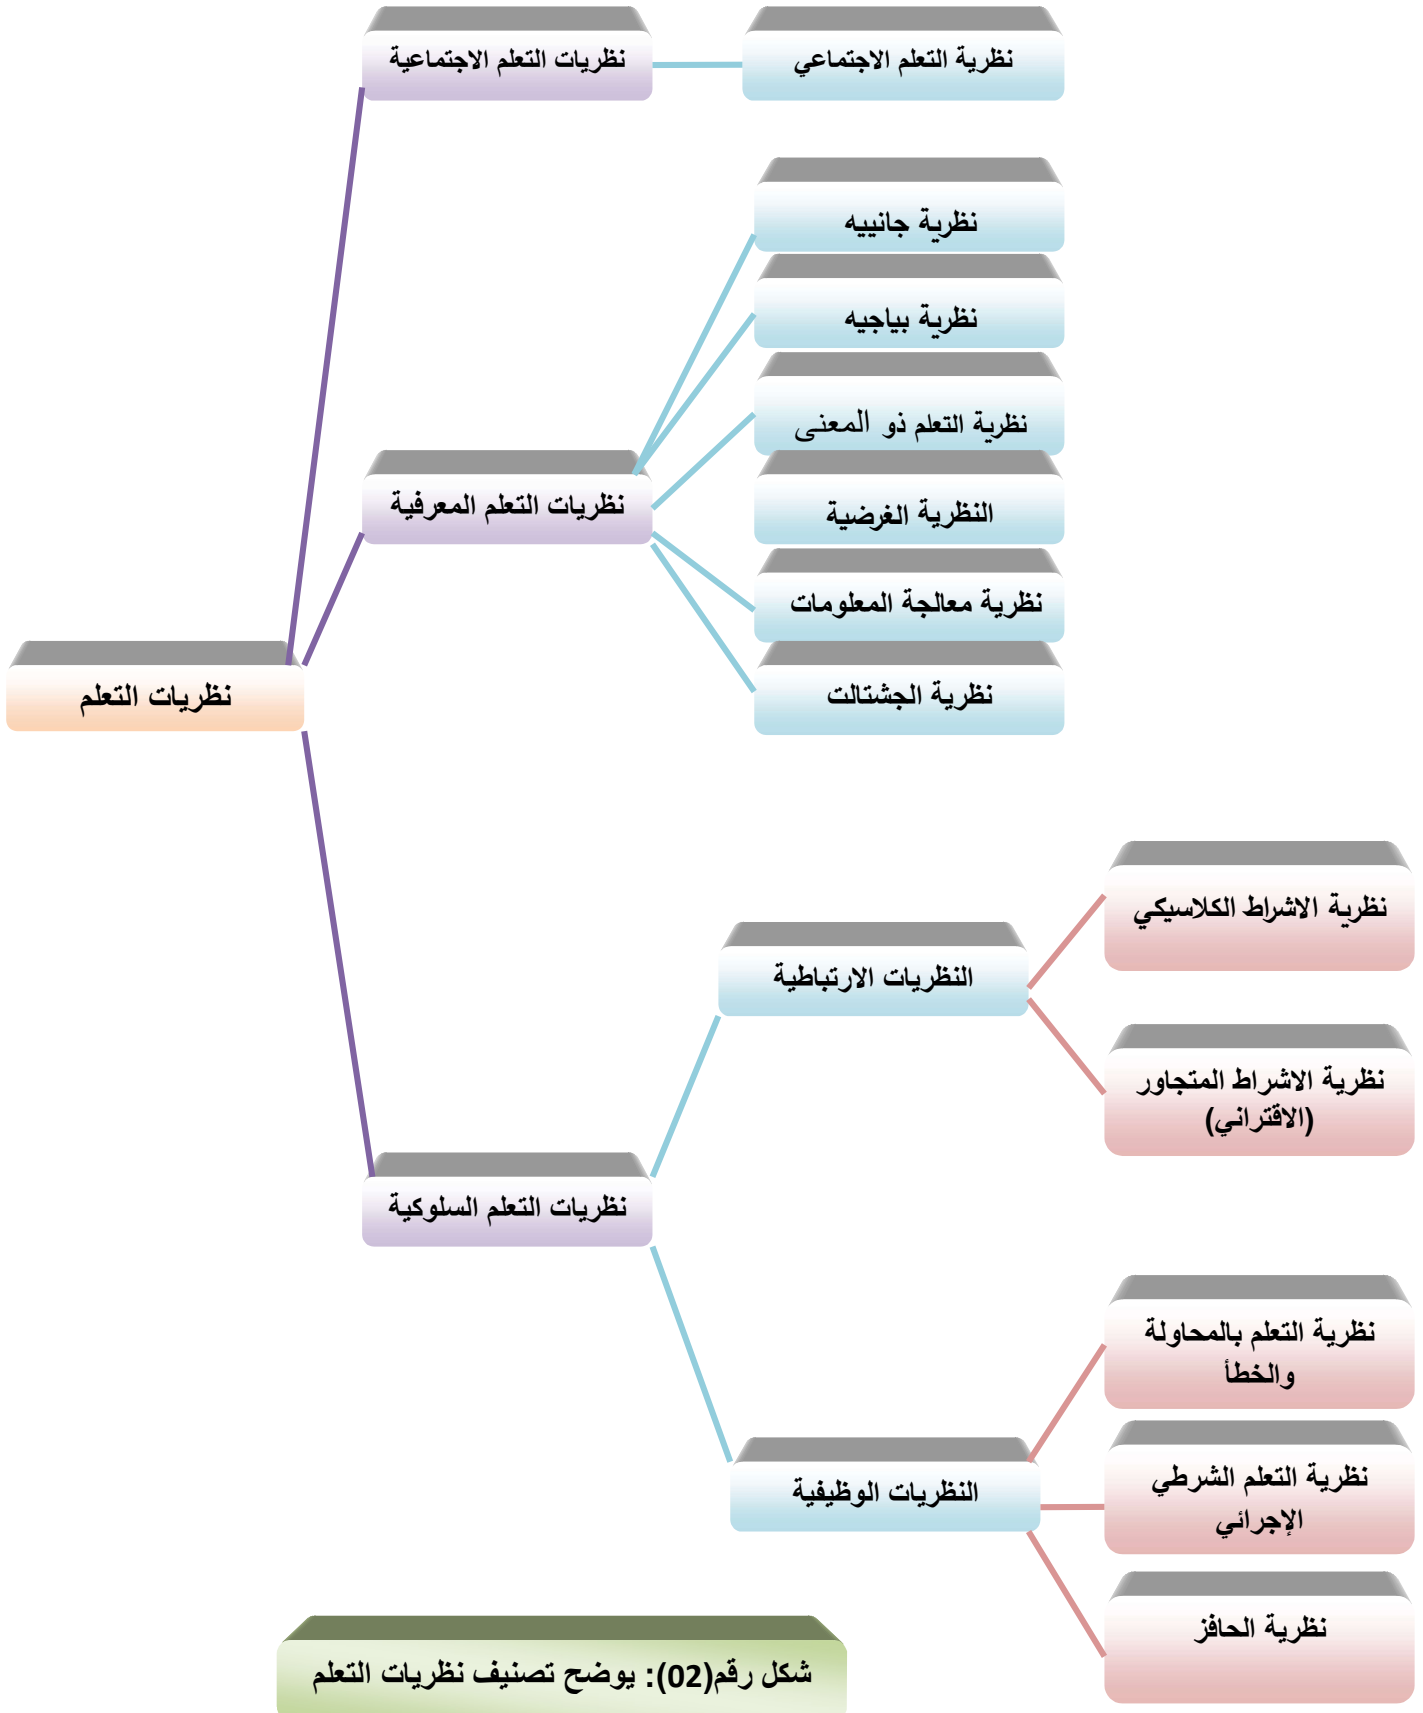 نظريات التعلم الاجتماعية
نظرية التعلم الاجتماعي
نظرية جانييه
نظرية بياجيه
نظرية التعلم ذو المعنى
نظريات التعلم المعرفية
النظرية الغرضية
نظرية معالجة المعلومات
نظرية الجشتالت
نظريات التعلم
نظرية الاشراط الكلاسيكي
النظريات الارتباطية
نظرية الاشراط المتجاور
(الاقتراني)
نظريات التعلم السلوكية
نظرية التعلم بالمحاولة
والخطأ
نظرية التعلم الشرطي
الإجرائي
النظريات الوظيفية
نظرية الحافز
شكل رقم(02): يوضح تصنيف نظريات التعلم